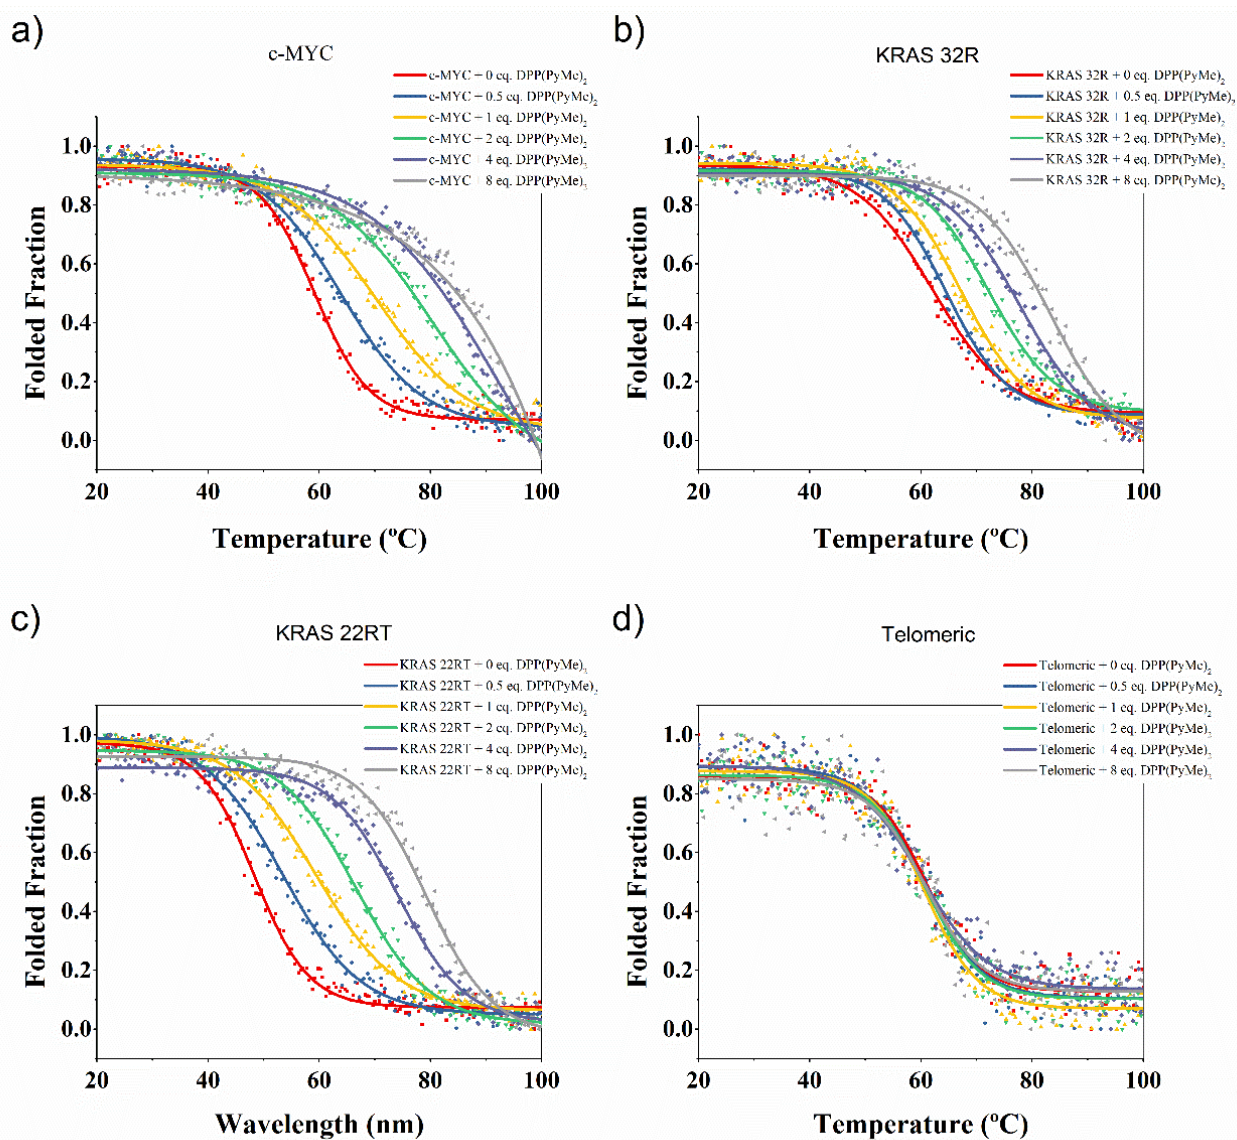 a)
c-MYC
c-MYC + 0 eq. DPP(PyMe)2
c-MYC + 0.5 eq. DPP(PyMe)2
c-MYC + 1 eq. DPP(PyMe)2
c-MYC + 2 eq. DPP(PyMe)2
c-MYC + 4 eq. DPP(PyMe)2
c-MYC + 8 eq. DPP(PyMe)2
1.0
0.8
0.6
0.4
0.2
0.0
Folded Fraction
20 40 60 80 100
Temperature (ºC)
b)
KRAS 32R
KRAS 32R + 0 eq. DPP(PyMe)2
KRAS 32R + 0.5 eq. DPP(PyMe)2
KRAS 32R + 1 eq. DPP(PyMe)2
KRAS 32R + 2 eq. DPP(PyMe)2
KRAS 32R + 4 eq. DPP(PyMe)2
KRAS 32R + 8 eq. DPP(PyMe)2
1.0
0.8
0.6
0.4
0.2
0.0
Folded Fraction
20 40 60 80 100
Temperature (ºC)
c)
KRAS 22RT
KRAS 22RT + 0 eq. DPP(PyMe)2
KRAS 22RT + 0.5 eq. DPP(PyMe)2
KRAS 22RT + 1 eq. DPP(PyMe)2
KRAS 22RT + 2 eq. DPP(PyMe)2
KRAS 22RT + 4 eq. DPP(PyMe)2
KRAS 22RT + 8 eq. DPP(PyMe)2
1.0
0.8
0.6
0.4
0.2
0.0
Folded Fraction
20 40 60 80 100
Wavelength (nm)
d)
Telomeric
Telomeric + 0 eq. DPP(PyMe)2
Telomeric + 0.5 eq. DPP(PyMe)2
Telomeric + 1 eq. DPP(PyMe)2
Telomeric + 2 eq. DPP(PyMe)2
Telomeric + 4 eq. DPP(PyMe)2
Telomeric + 8 eq. DPP(PyMe)2
1.0
0.8
0.6
0.4
0.2
0.0
Folded Fraction
20 40 60 80 100
Temperature (ºC)